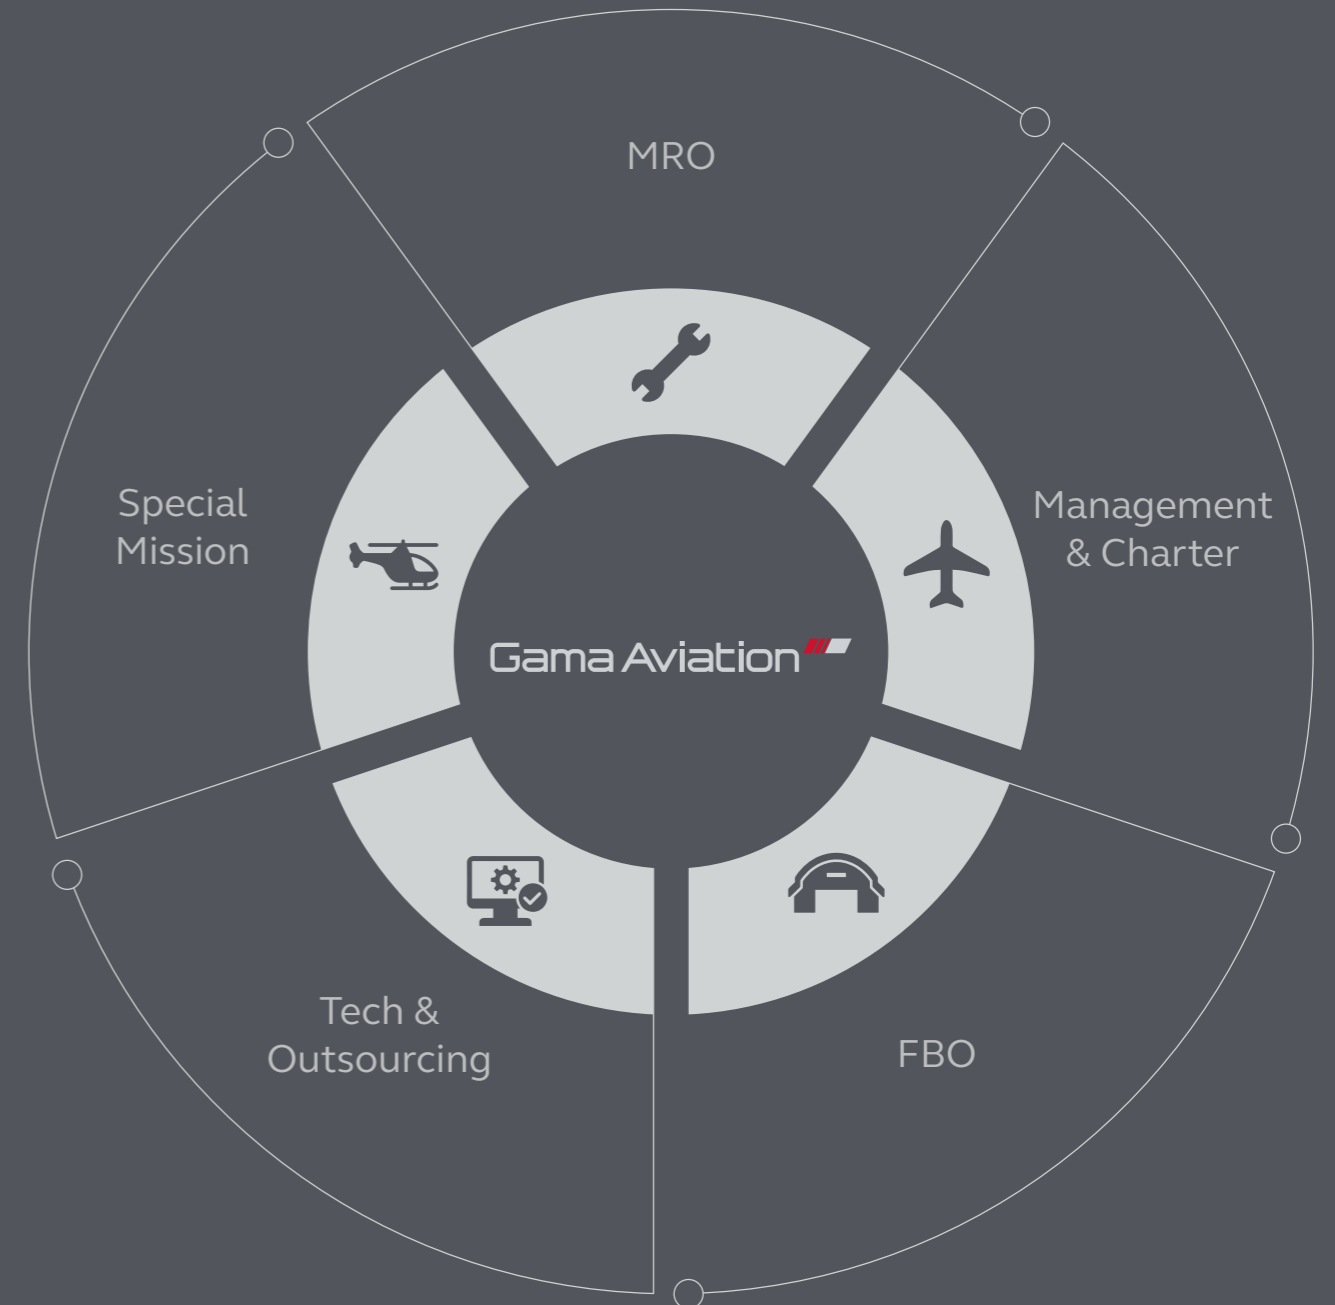 MRO
Management
& Charter
FBO
Tech &
Outsourcing
Special
Mission
Gama Aviation